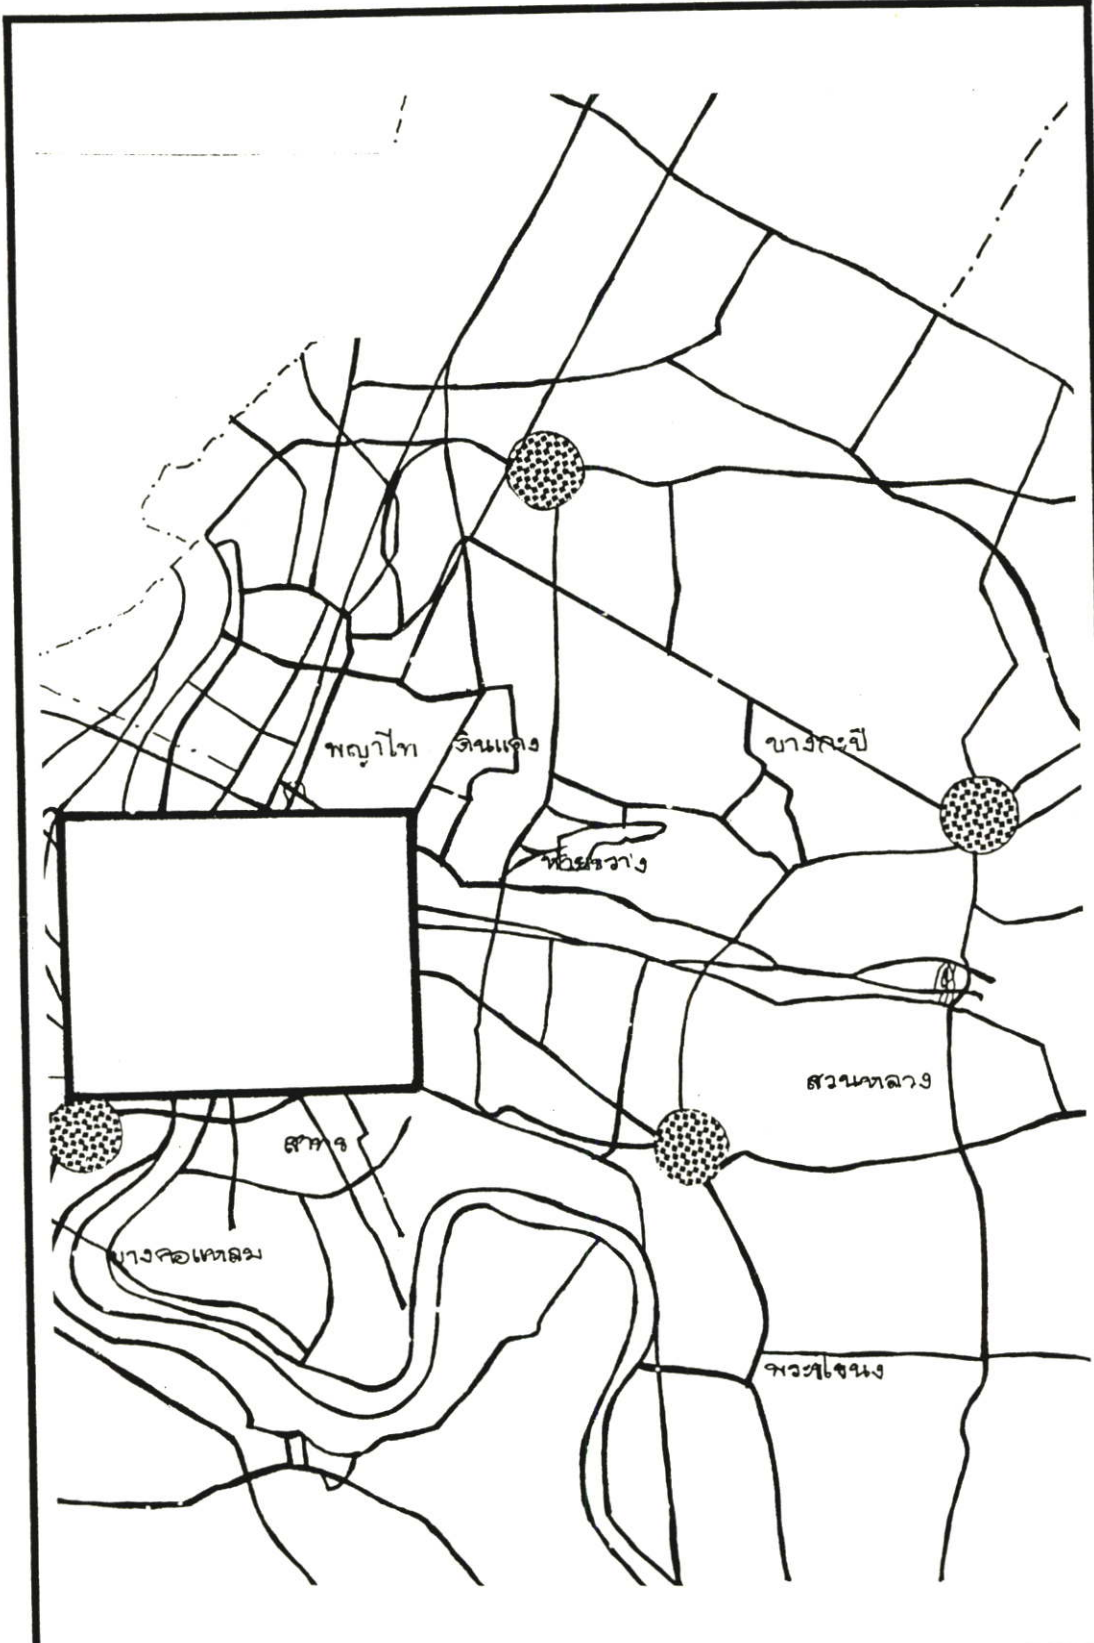 พญาไท
ดินแดง
บางกะปิ
ห้วยขวาง
สวนหลวง
สาทร
บางคอแหลม
พระโขนง